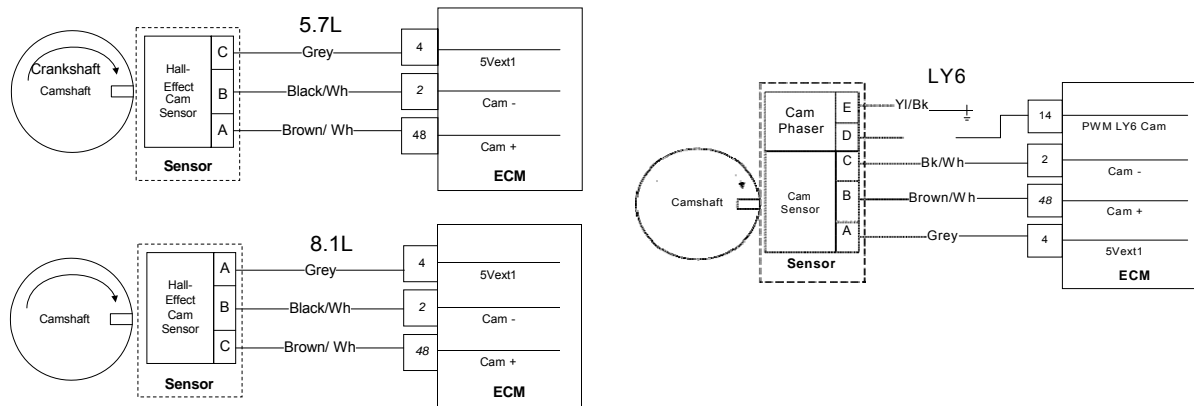 5.7L
Crankshaft
Camshaft
Hall-
Effect
Cam
Sensor
C
B
A
Grey
Black/Wh
Brown/ Wh
4
2
48
5Vext1
Cam -
Cam +
Sensor
ECM
8.1L
Camshaft
Hall-
Effect
Cam
Sensor
A
B
C
Grey
Black/Wh
Brown/ Wh
4
2
48
5Vext1
Cam -
Cam +
Sensor
ECM
LY6
Camshaft
Cam
Phaser
Cam
Sensor
E
D
C
B
A
Yl/Bk
Bk/Wh
Brown/Wh
Grey
14
2
48
4
PWM LY6 Cam
Cam -
Cam +
5Vext1
Sensor
ECM